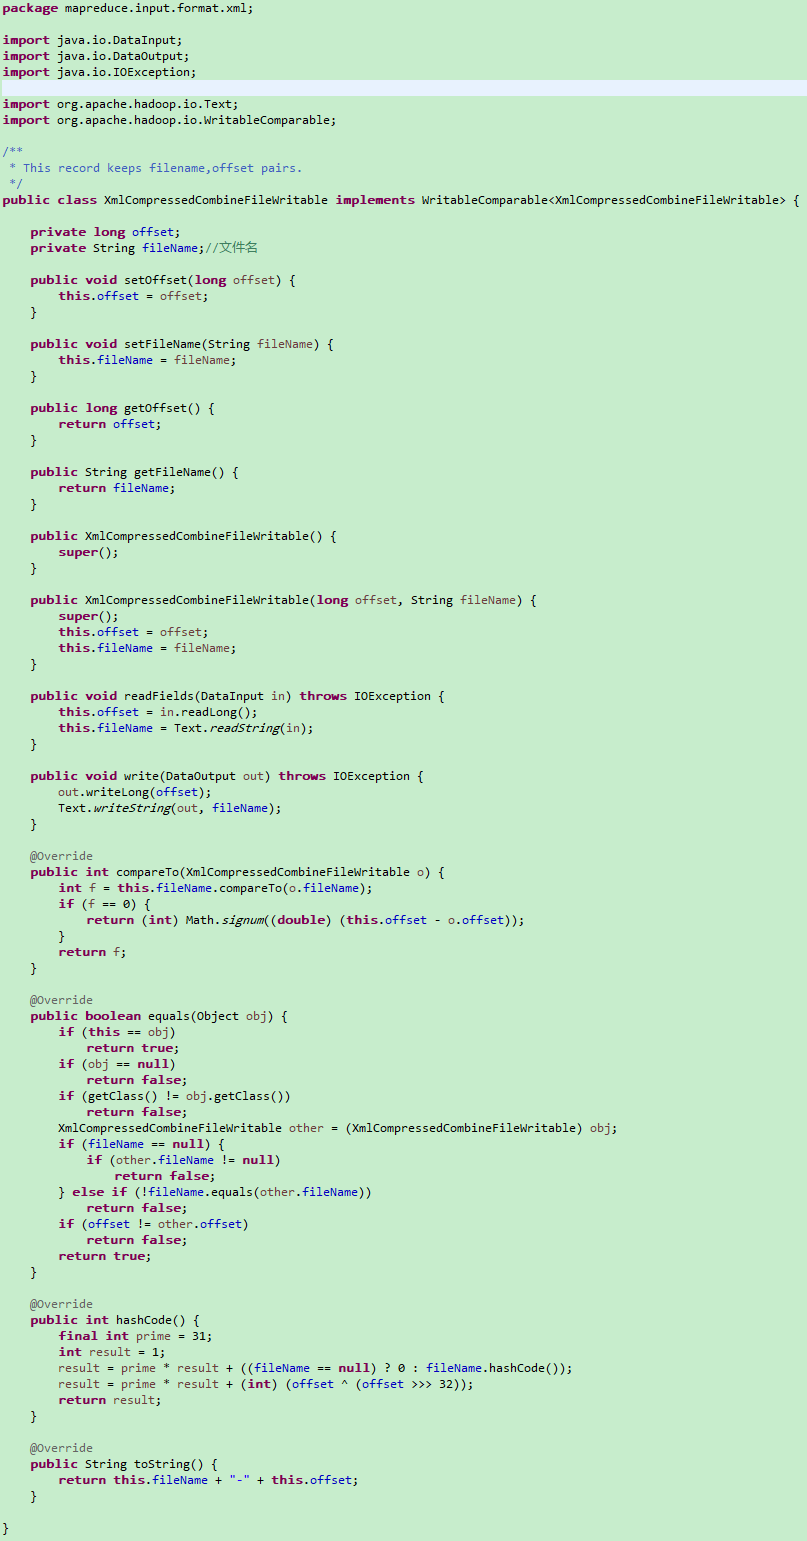 package mapreduce.input.format.xml;
import java.io.DataInput;
import java.io.DataOutput;
import java.io.IOException;
import org.apache.hadoop.io.Text;
import org.apache.hadoop.io.WritableComparable;
/**
 * This record keeps filename,offset pairs.
 */
public class XmlCompressedCombineFileWritable implements WritableComparable<XmlCompressedCombineFileWritable> {
    private long offset;
    private String fileName;//文件名
    public void setOffset(long offset) {
        this.offset = offset;
    }
    public void setFileName(String fileName) {
        this.fileName = fileName;
    }
    public long getOffset() {
        return offset;
    }
    public String getFileName() {
        return fileName;
    }
    public XmlCompressedCombineFileWritable() {
        super();
    }
    public XmlCompressedCombineFileWritable(long offset, String fileName) {
        super();
        this.offset = offset;
        this.fileName = fileName;
    }
    public void readFields(DataInput in) throws IOException {
        this.offset = in.readLong();
        this.fileName = Text.readString(in);
    }
    public void write(DataOutput out) throws IOException {
        out.writeLong(offset);
        Text.writeString(out, fileName);
    }
    @Override
    public int compareTo(XmlCompressedCombineFileWritable o) {
        int f = this.fileName.compareTo(o.fileName);
        if (f == 0) {
            return (int) Math.signum((double) (this.offset - o.offset));
        }
        return f;
    }
    @Override
    public boolean equals(Object obj) {
        if (this == obj)
            return true;
        if (obj == null)
            return false;
        if (getClass() != obj.getClass())
            return false;
        XmlCompressedCombineFileWritable other = (XmlCompressedCombineFileWritable) obj;
        if (fileName == null) {
            if (other.fileName != null)
                return false;
        } else if (!fileName.equals(other.fileName))
            return false;
        if (offset != other.offset)
            return false;
        return true;
    }
    @Override
    public int hashCode() {
        final int prime = 31;
        int result = 1;
        result = prime * result + ((fileName == null) ? 0 : fileName.hashCode());
        result = prime * result + (int) (offset ^ (offset >>> 32));
        return result;
    }
    @Override
    public String toString() {
        return this.fileName + "-" + this.offset;
    }
}